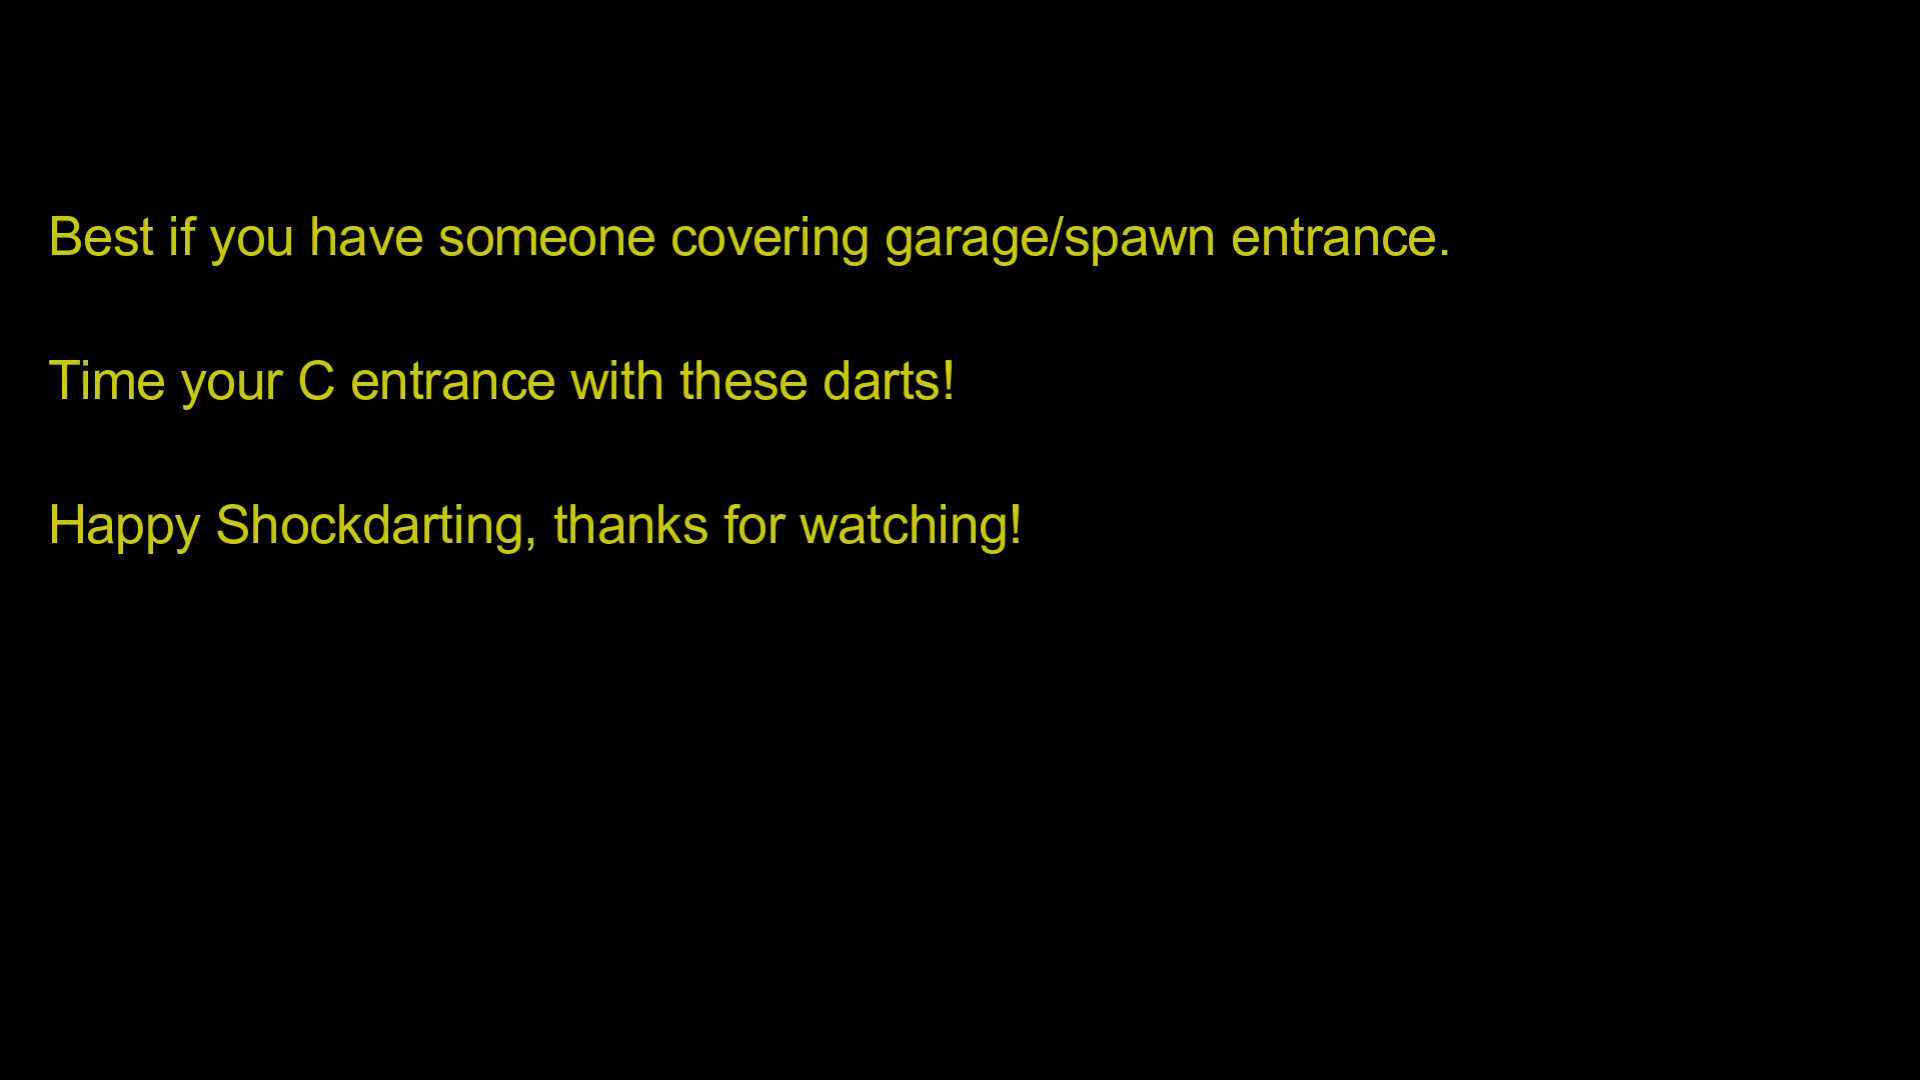 Best if you have someone covering garage/spawn entrance.
Time your C entrance with these darts!
Happy Shockdarting, thanks for watching!